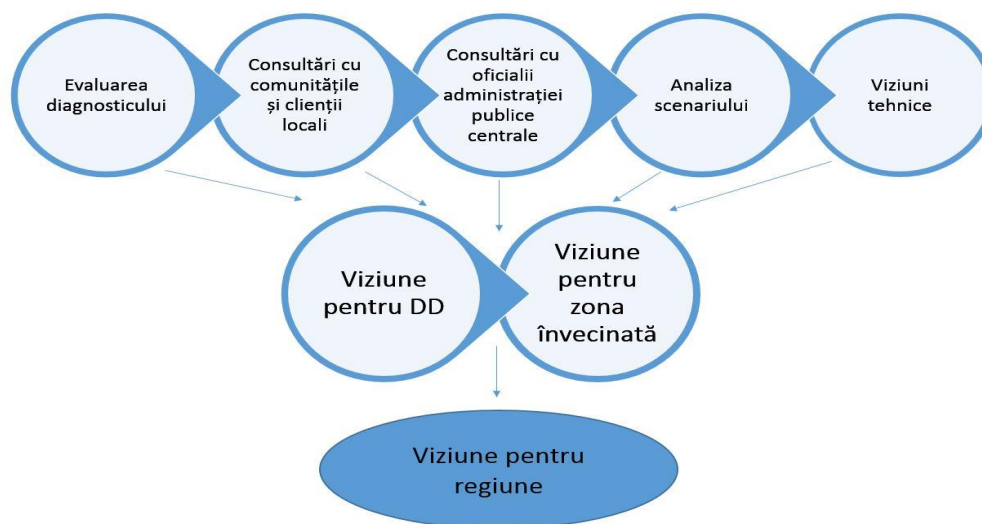 Evaluarea
diagnosticului
Consultări cu
comunitățile
și clienții
locali
Consultări cu
oficialii
administrației
publice
centrale
Analiza
scenariului
Viziuni
tehnice
Viziune
pentru DD
Viziune
pentru
zona
învecinată
Viziune pentru
regiune